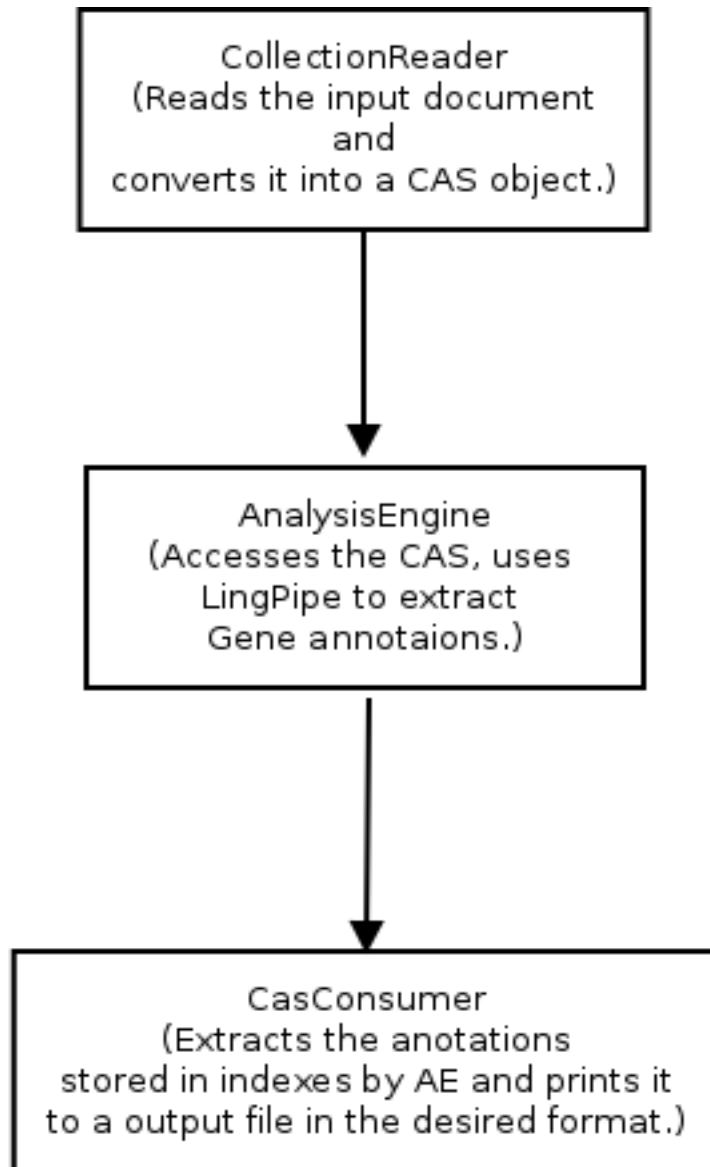 CollectionReader
(Reads the input document
and
converts it into a CAS object.)
AnalysisEngine
(Accesses the CAS, uses
LingPipe to extract
Gene annotaions.)
CasConsumer
(Extracts the anotations
stored in indexes by AE and prints it
to a output file in the desired format.)